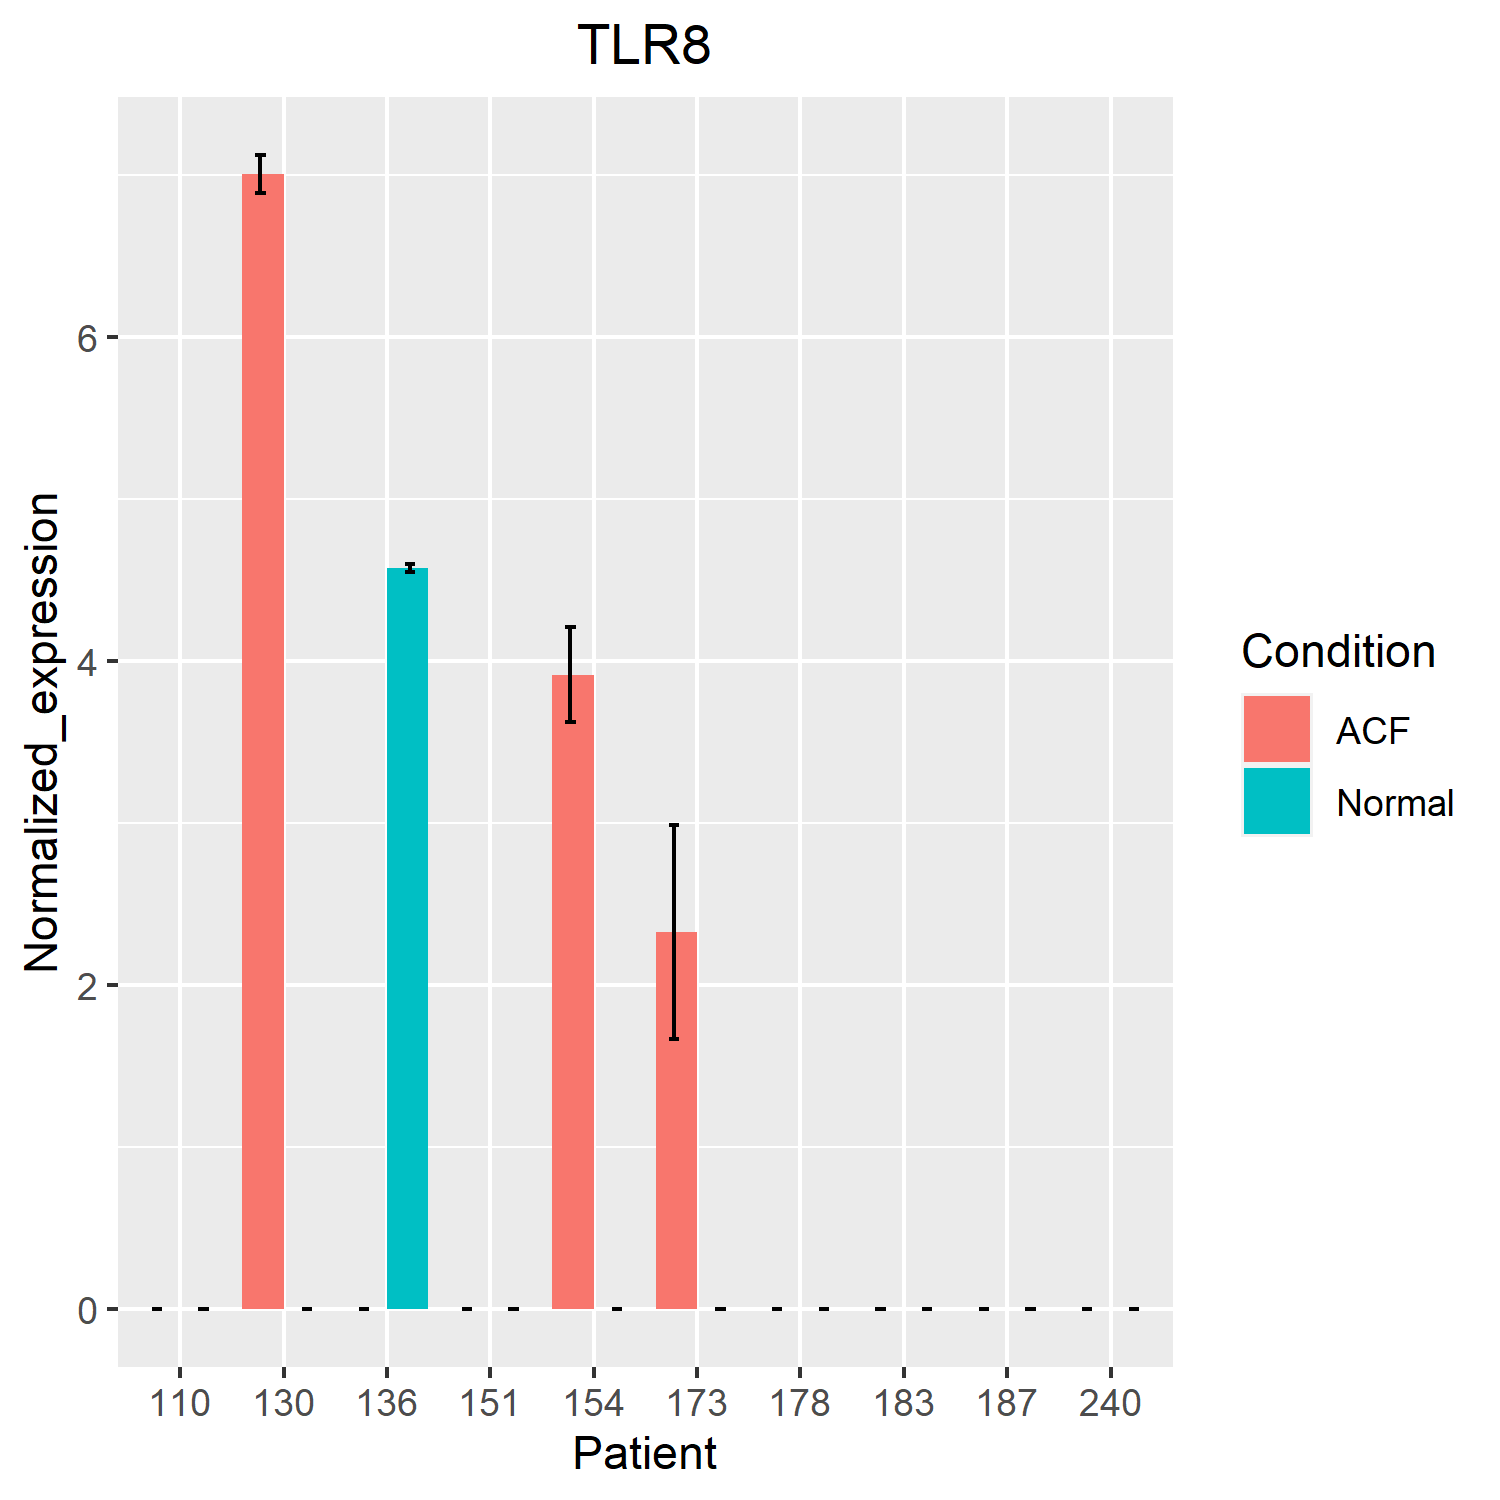 TLR8
Normalized_expression
6
4
2
0
110 130 136 151 154 173 178 183 187 240
Patient
Condition
ACF
Normal